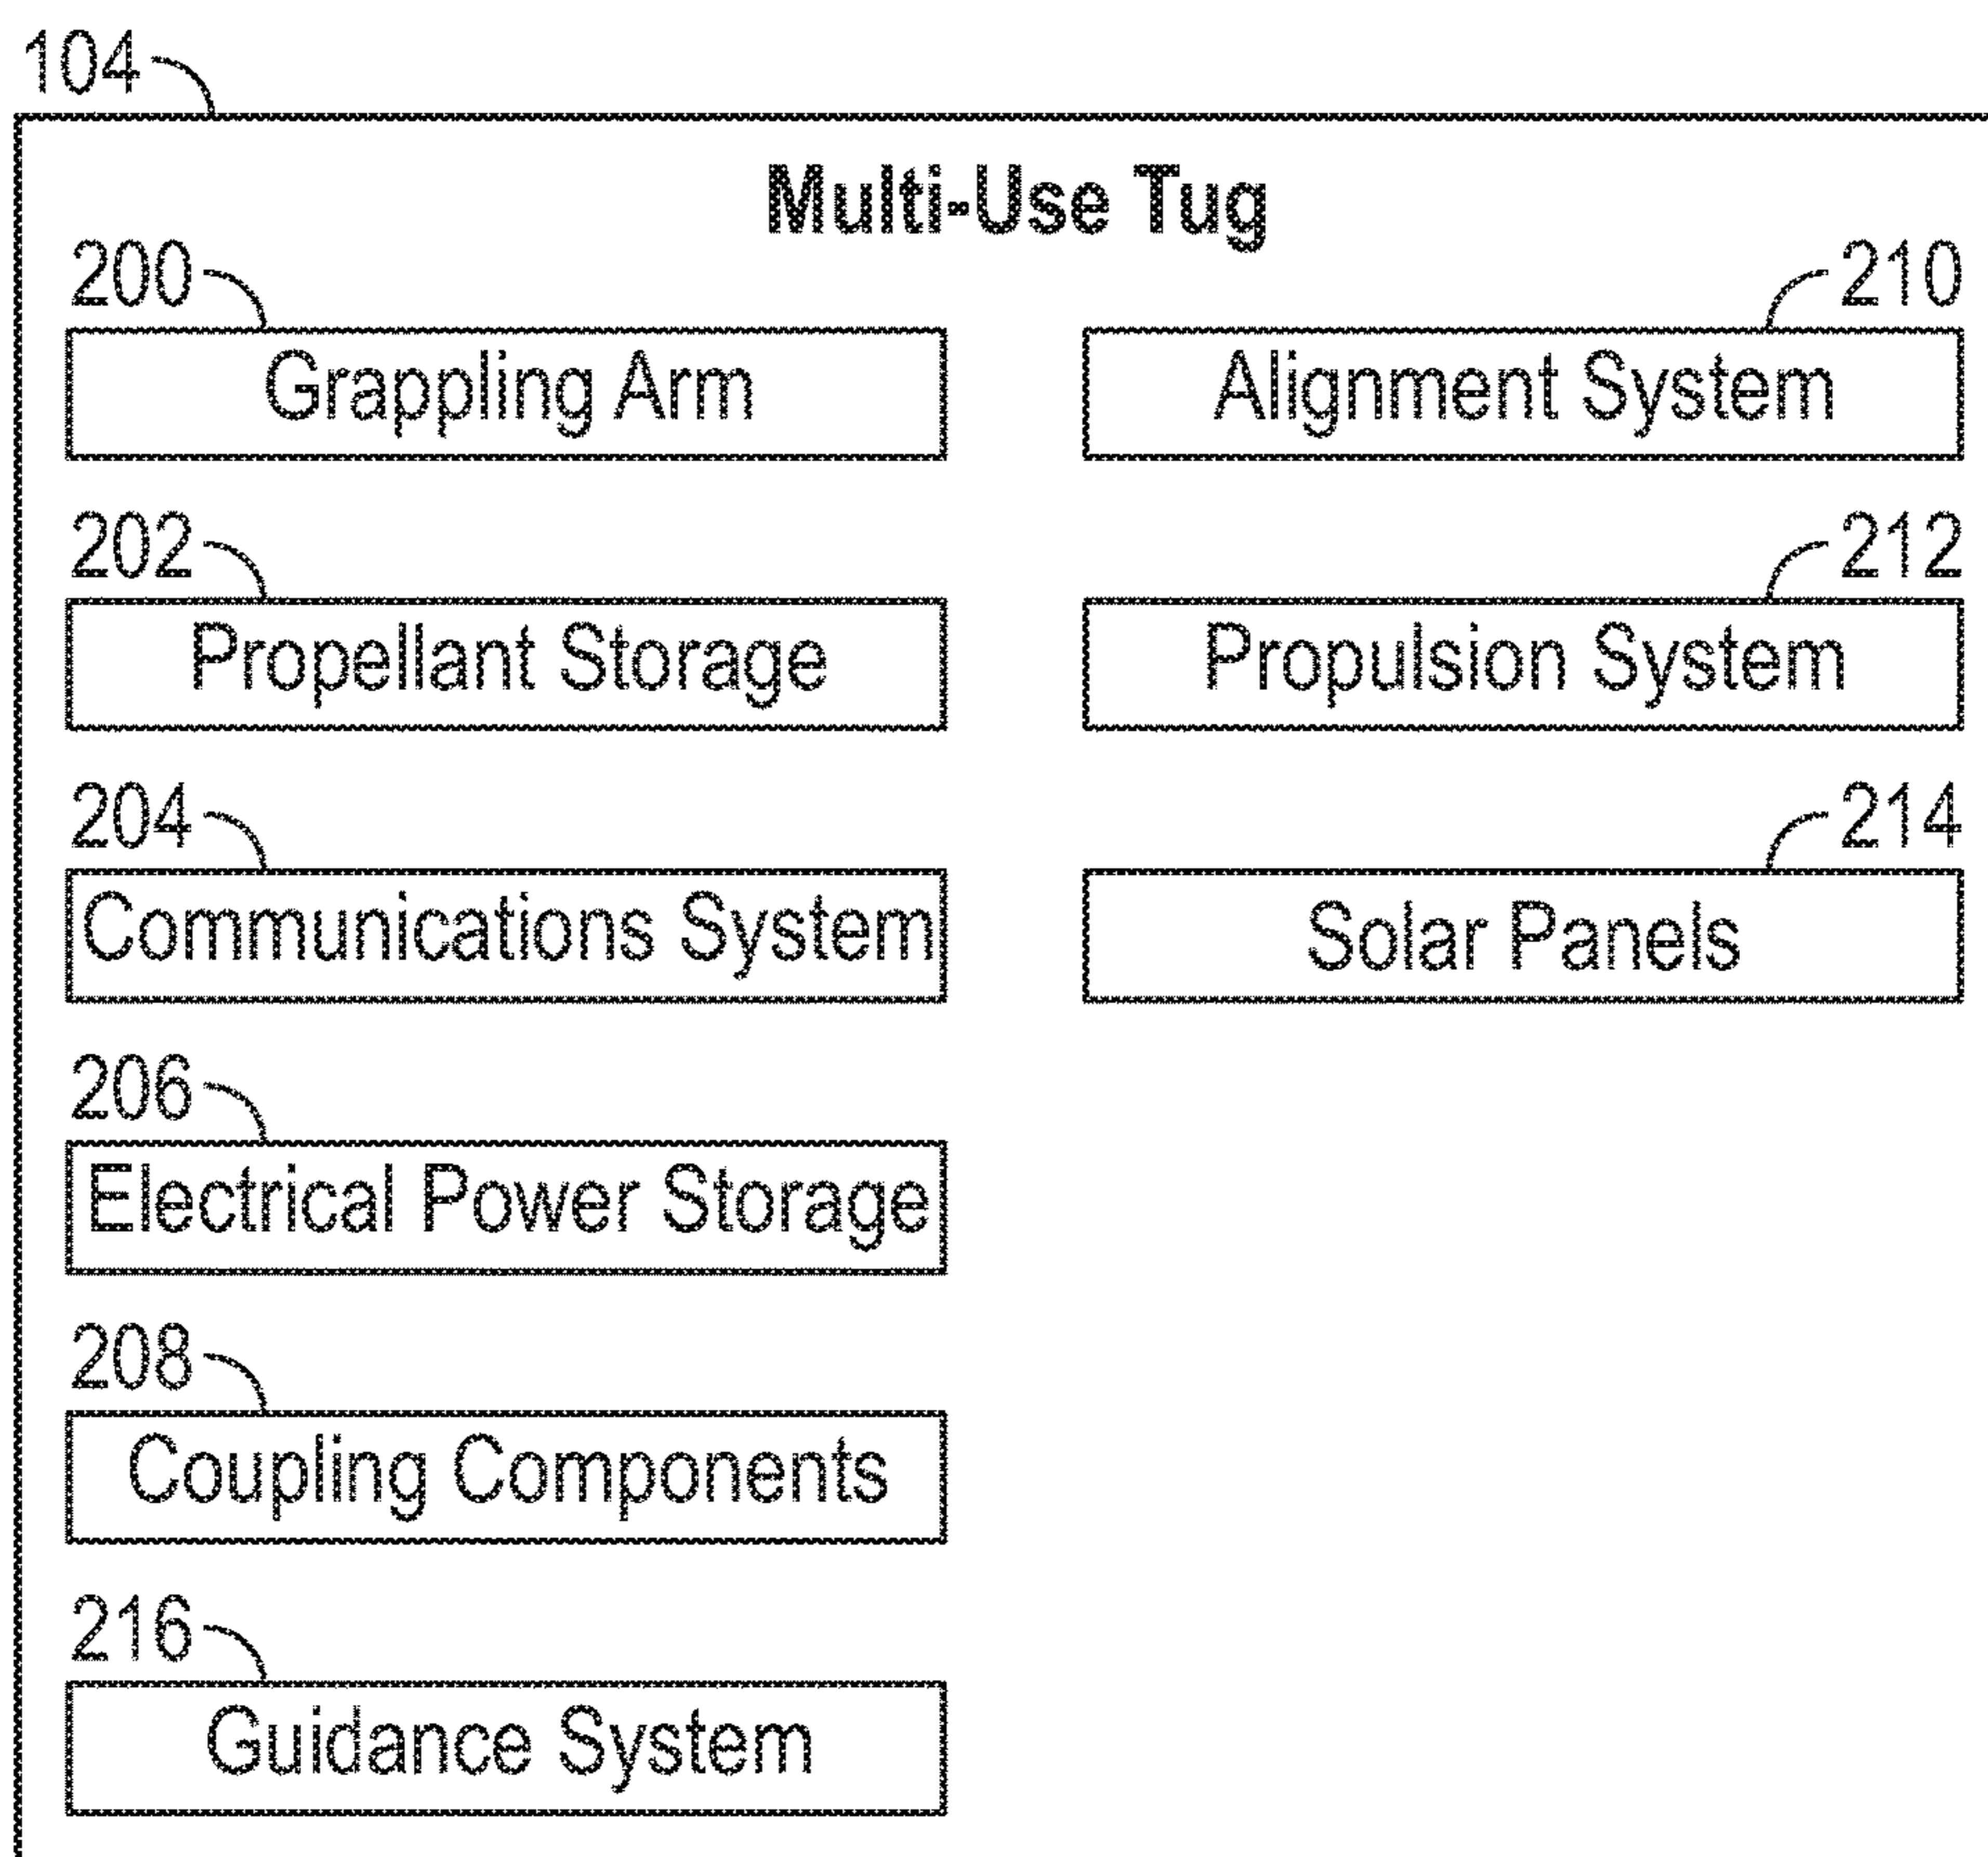 104
Multi-Use Tug
200
Grappling Arm
202
Propellant Storage
204
Communications System
206
Electrical Power Storage
208
Coupling Components
216
Guidance System
210
Alignment System
212
Propulsion System
214
Solar Panels